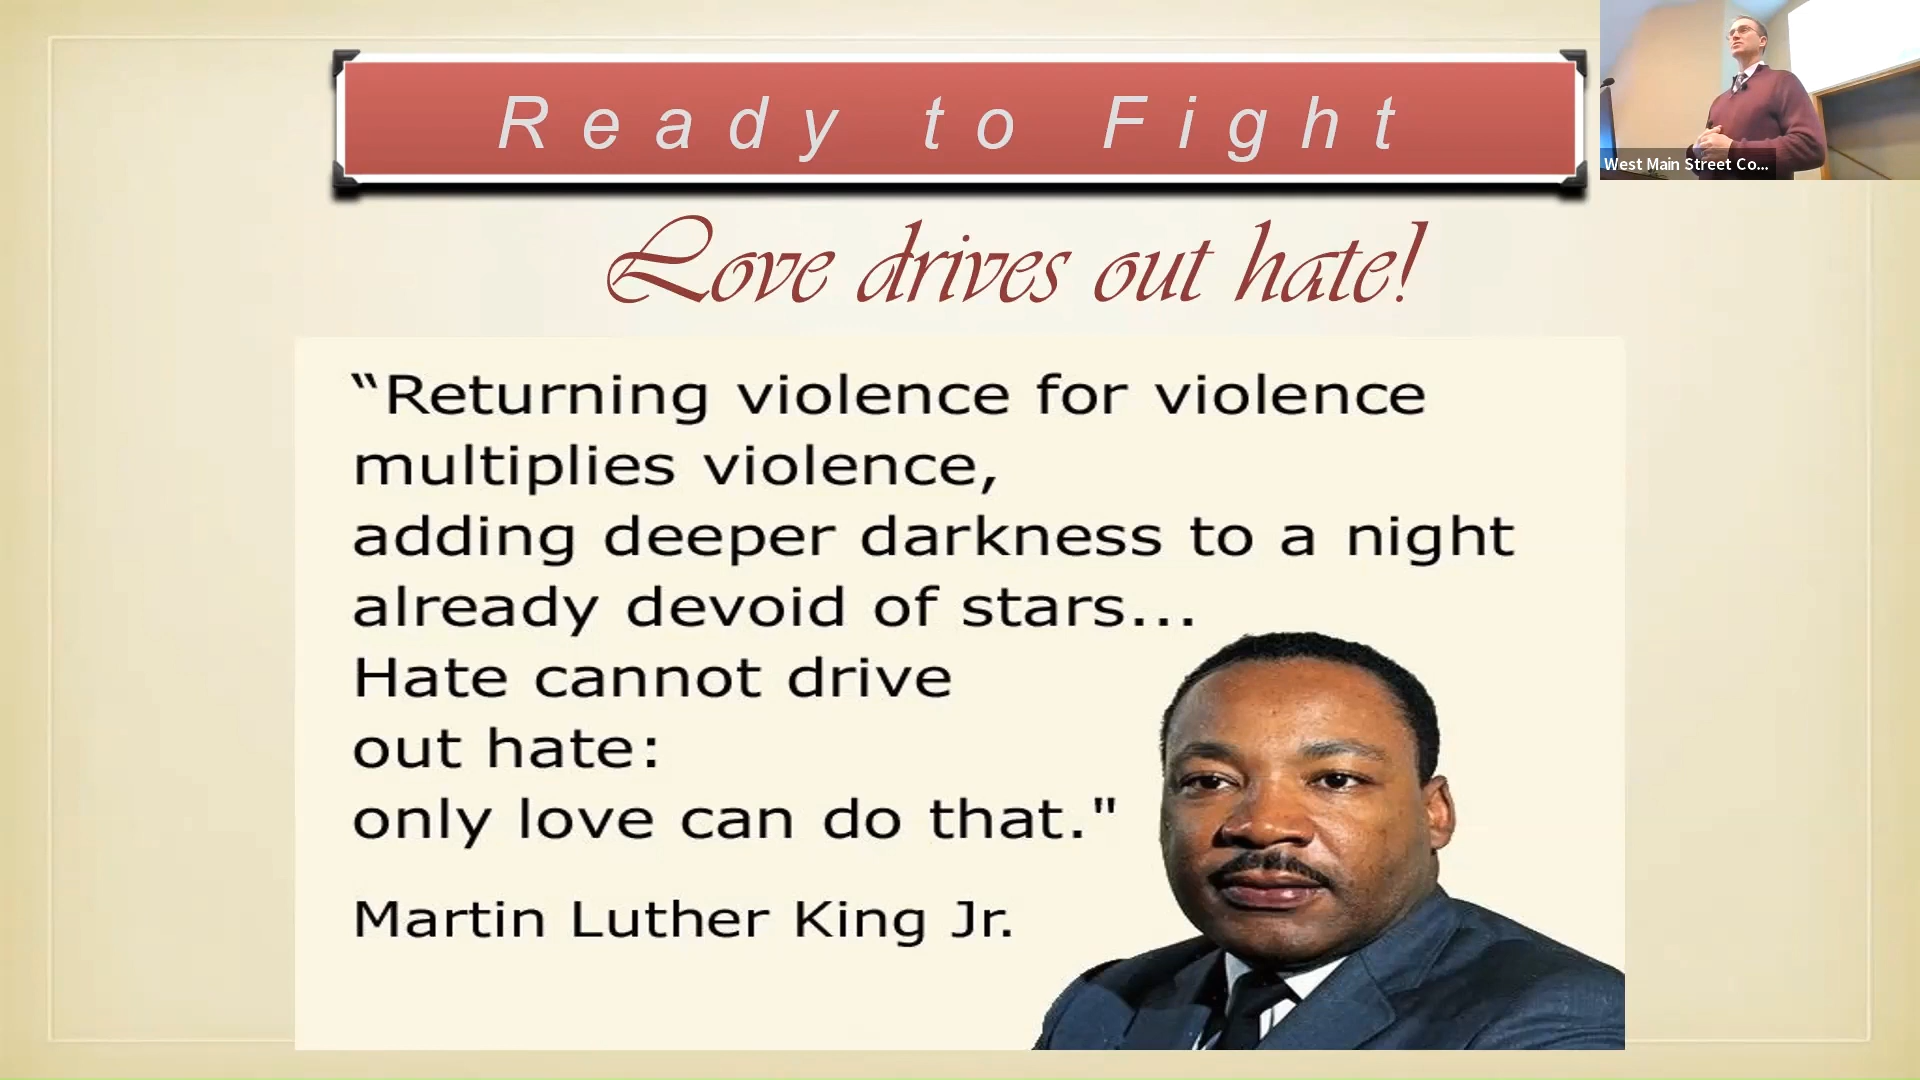 Ready to Fight
West Main Street Co...
Love drives out hate!
“Returning violence for violence
multiplies violence,
adding deeper darkness to a night
already devoid of stars...
Hate cannot drive
out hate:
only love can do that."
Martin Luther King Jr.